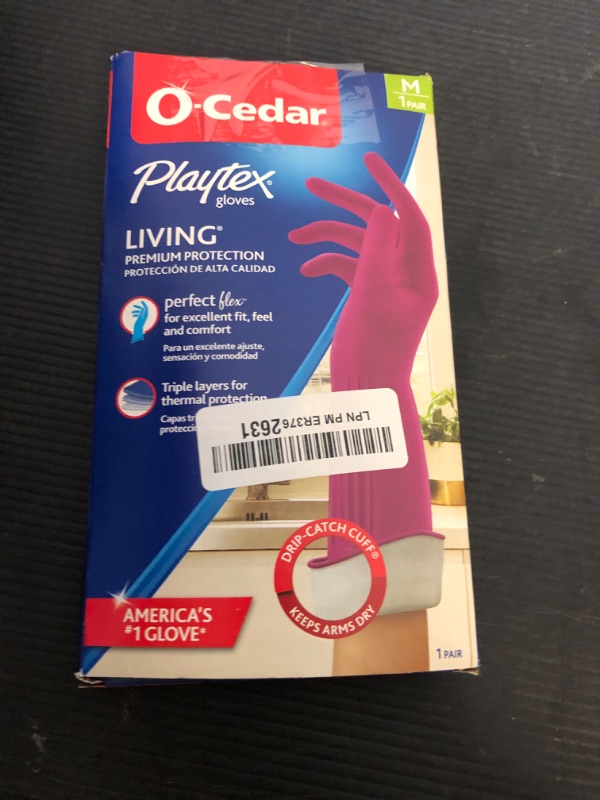 O-Cedar
M
1 PAIR
Playtex®
gloves
LIVING®
PREMIUM PROTECTION
PROTECCIÓN DE ALTA CALIDAD
perfect flex™
for excellent fit, feel
and comfort
Para un excelente ajuste,
sensación y comodidad
Triple layers for
thermal protection
Capas
LPN PM ER3762631
DRIP-CATCH CUFF®
KEEPS ARMS DRY
AMERICA'S
#1 GLOVE*
1 PAIR